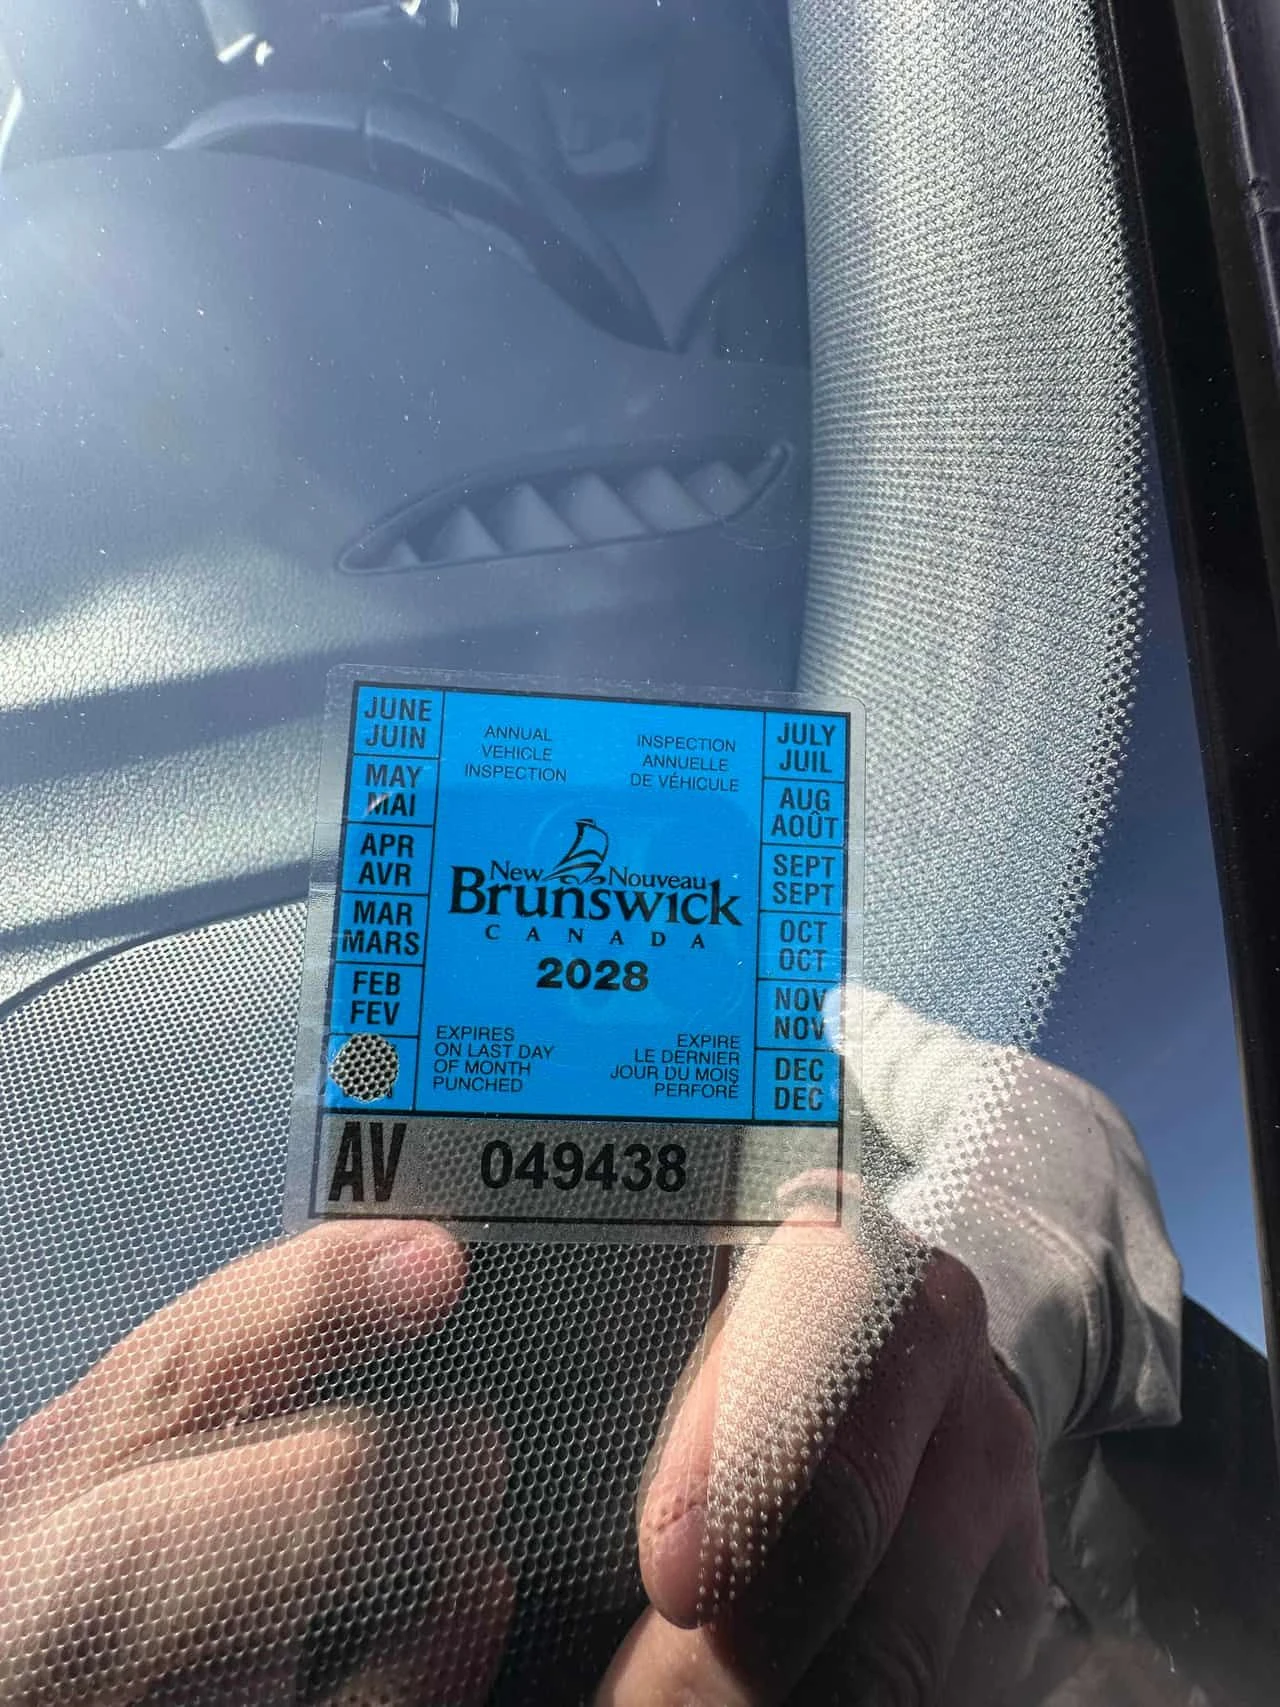 JUNE
JUIN
MAY
MAI
APR
AVR
MAR
MARS
FEB
FEV
ANNUAL
VEHICLE
INSPECTION
INSPECTION
ANNUELLE
DE VÉHICULE
New Nouveau
Brunswick
CANADA
2028
EXPIRES
ON LAST DAY
OF MONTH
PUNCHED
EXPIRE
LE DERNIER
JOUR DU MOIS
PERFORÉ
JULY
JUIL
AUG
AOÛT
SEPT
SEPT
OCT
OCT
NOV
NOV
DEC
DEC
AV 049438